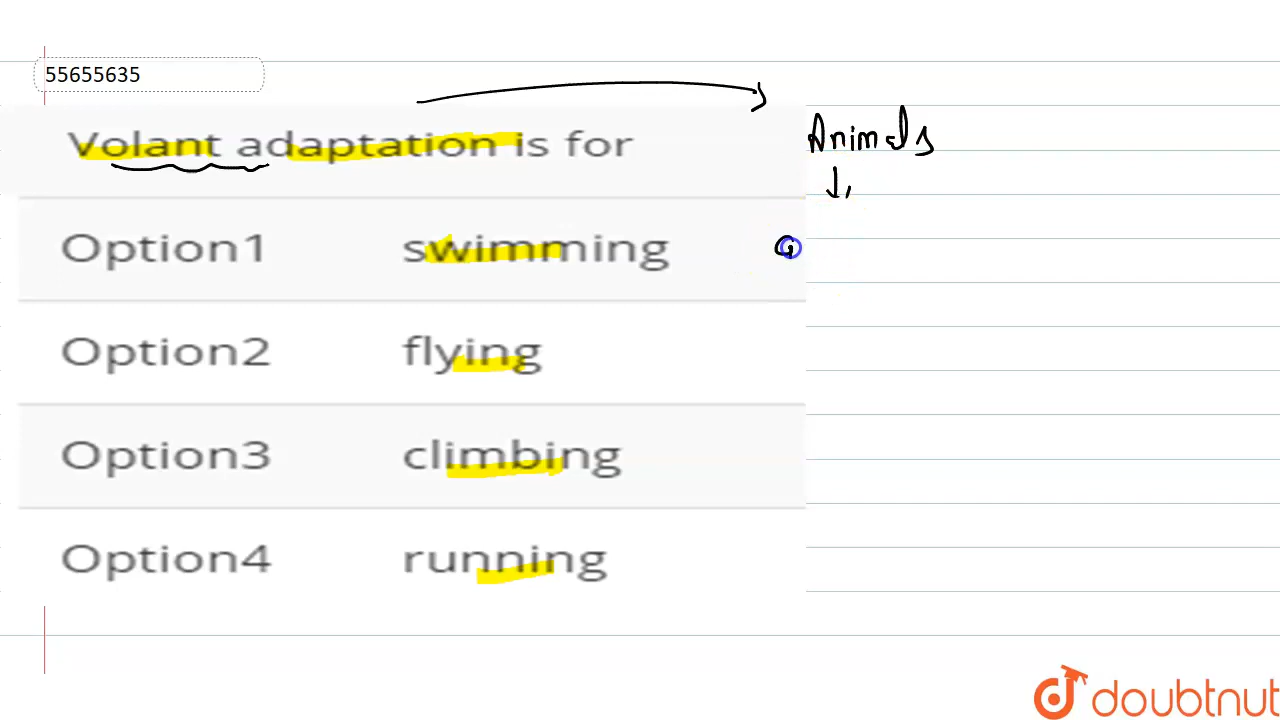 55655635
Volant adaptation is for
Animals
Option1 swimming
Option2 flying
Option3 climbing
Option4 running
doubtnut